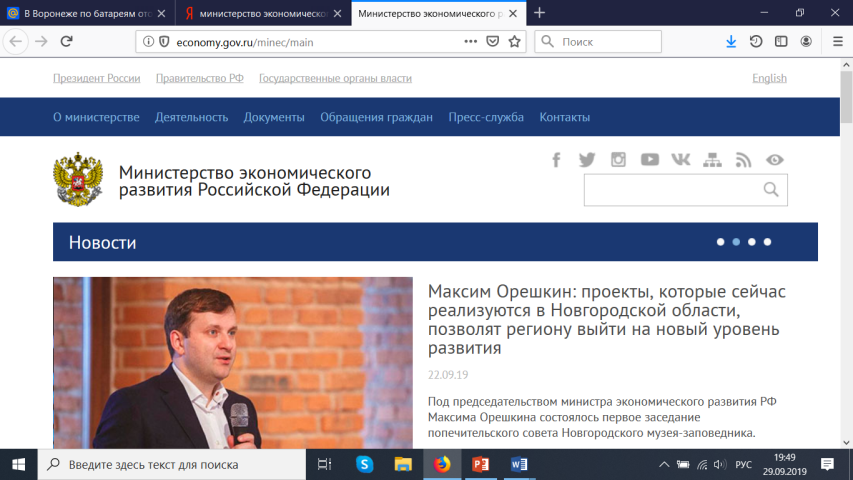 В Воронеже по батареям ото
министерство экономическо
Министерство экономического р
economy.gov.ru/minec/main
Поиск
Президент России Правительство РФ Государственные органы власти English
О министерстве Деятельность Документы Обращения граждан Пресс-служба Контакты
Министерство экономического
развития Российской Федерации
Новости
Максим Орешкин: проекты, которые сейчас
реализуются в Новгородской области,
позволят региону выйти на новый уровень
развития
22.09.19
Под председательством министра экономического развития РФ
Максима Орешкина состоялось первое заседание
попечительского совета Новгородского музея-заповедника.
Введите здесь текст для поиска
РУС
19:49
29.09.2019